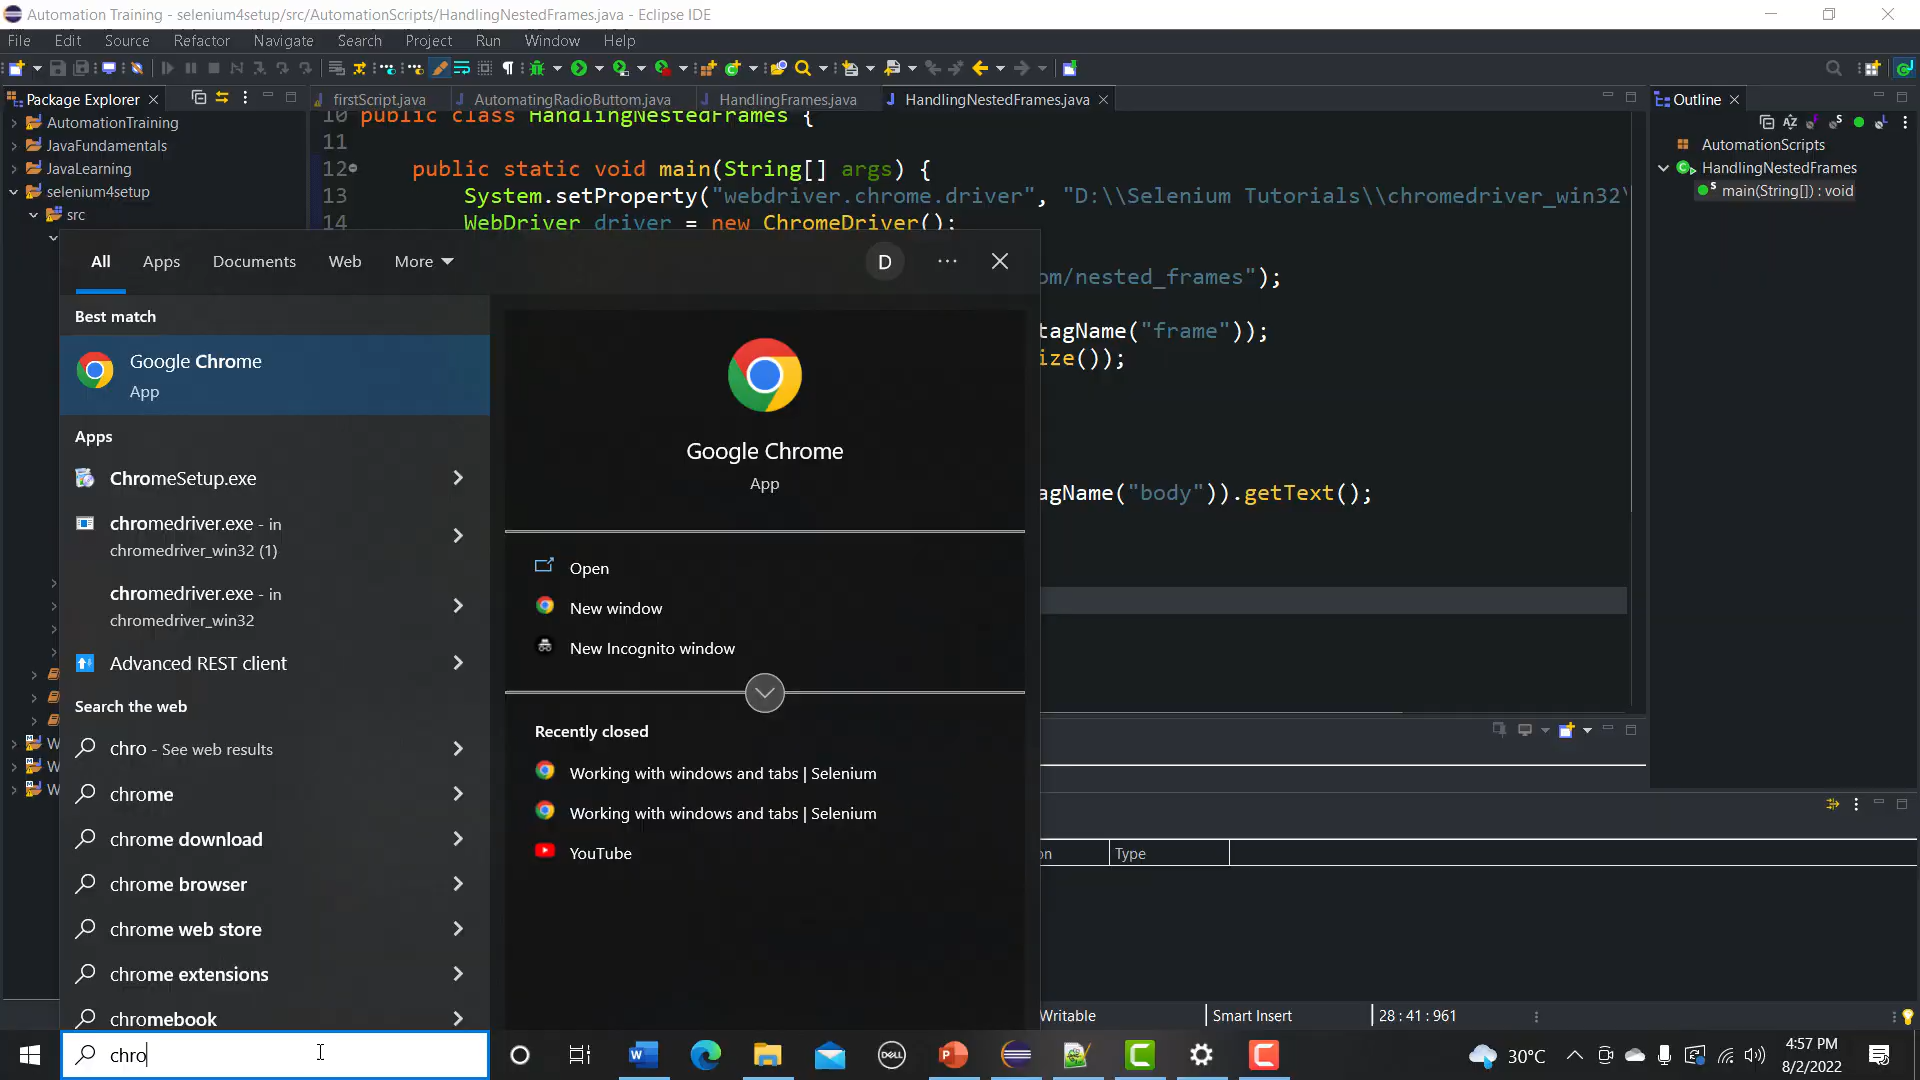 Automation Training - selenium4setup/src/AutomationScripts/HandlingNestedFrames.java - Eclipse IDE
File Edit Source Refactor Navigate Search Project Run Window Help
Package Explorer
firstScript.java
AutomatingRadioButtom.java
HandlingFrames.java
HandlingNestedFrames.java
Outline
AutomationTraining
JavaFundamentals
JavaLearning
selenium4setup
src
10 public class HandlingNestedFrames {
11
12 public static void main(String[] args) {
13 System.setProperty("webdriver.chrome.driver", "D:\\Selenium Tutorials\\chromedriver_win32\
14 WebDriver driver = new ChromeDriver();
om/nested_frames");
tagName("frame"));
ize());
agName("body")).getText();
AutomationScripts
HandlingNestedFrames
main(String[]) : void
All Apps Documents Web More
D
Best match
Google Chrome
App
Apps
ChromeSetup.exe
chromedriver.exe - in
chromedriver_win32 (1)
chromedriver.exe - in
chromedriver_win32
Advanced REST client
Search the web
chro - See web results
chrome
chrome download
chrome browser
chrome web store
chrome extensions
chromebook
chro
Google Chrome
App
Open
New window
New Incognito window
Recently closed
Working with windows and tabs | Selenium
Working with windows and tabs | Selenium
YouTube
W
W
W
on
Type
Writable
Smart Insert
28 : 41 : 961
DELL
30°C
4:57 PM
8/2/2022